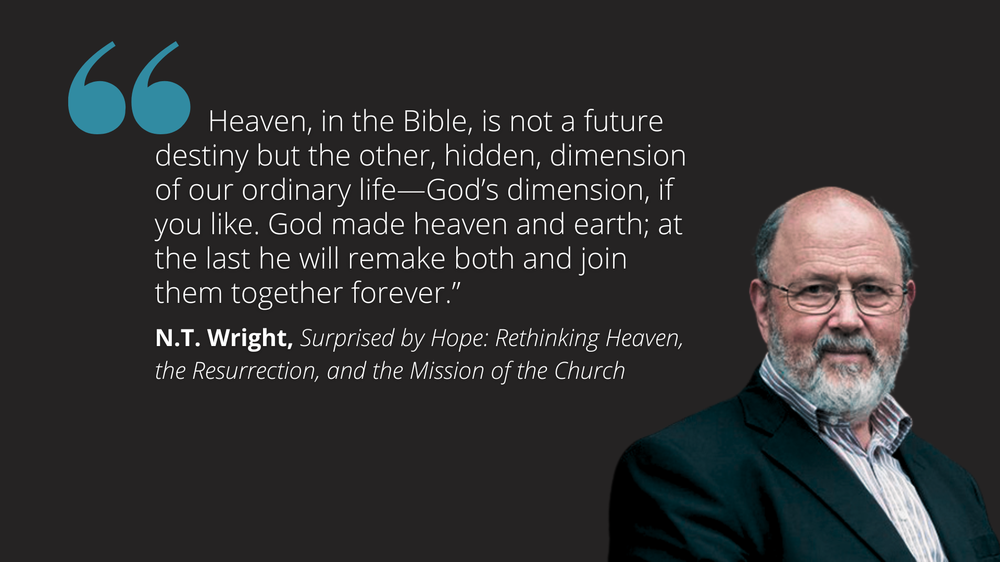 “Heaven, in the Bible, is not a future
destiny but the other, hidden, dimension
of our ordinary life—God’s dimension, if
you like. God made heaven and earth; at
the last he will remake both and join
them together forever.”
N.T. Wright, Surprised by Hope: Rethinking Heaven,
the Resurrection, and the Mission of the Church